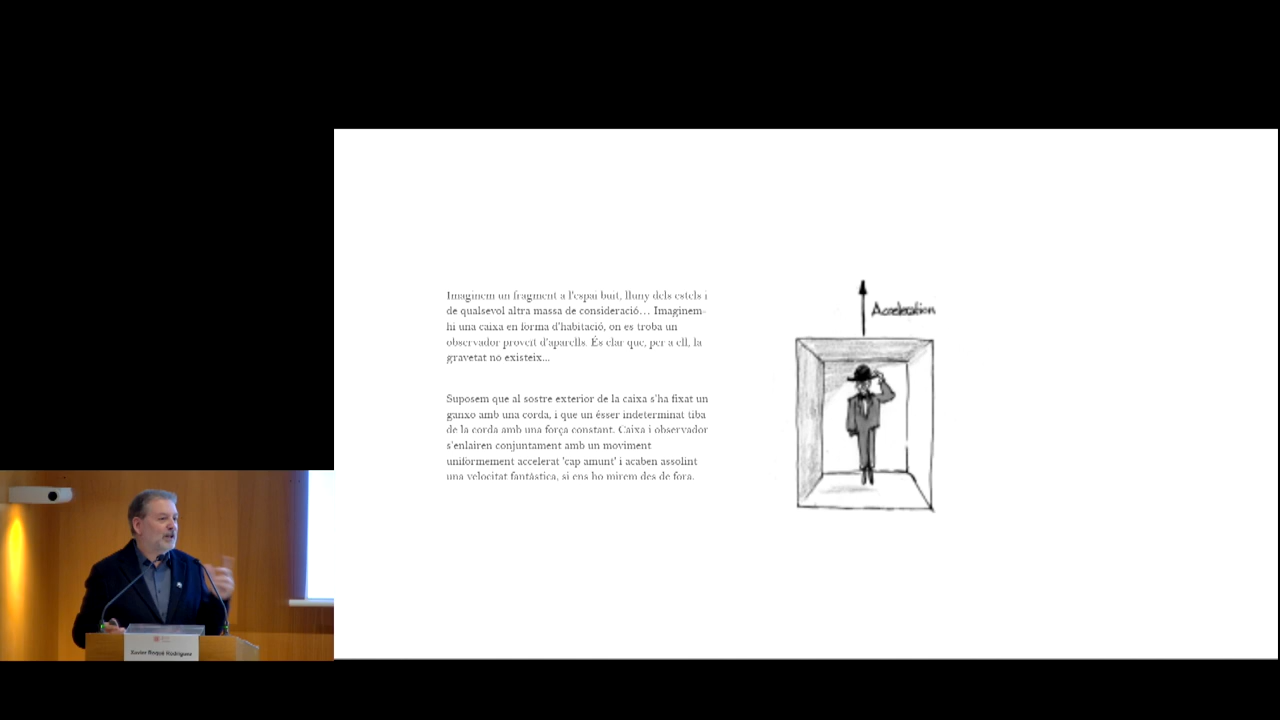 Imaginem un fragment a l'espai buit, lluny dels estels i
de qualsevol altra massa de consideració… Imaginem-
hi una caixa en forma d'habitació, on es troba un
observador proveït d'aparells. És clar que, per a ell, la
gravetat no existeix...
Suposem que al sostre exterior de la caixa s'ha fixat un
ganxo amb una corda, i que un ésser indeterminat tiba
de la corda amb una força constant. Caixa i observador
s'enlairen conjuntament amb un moviment
uniformement accelerat 'cap amunt' i acaben assolint
una velocitat fantàstica, si ens ho mirem des de fora.
Acceleration
Xavier Roqué Rodríguez